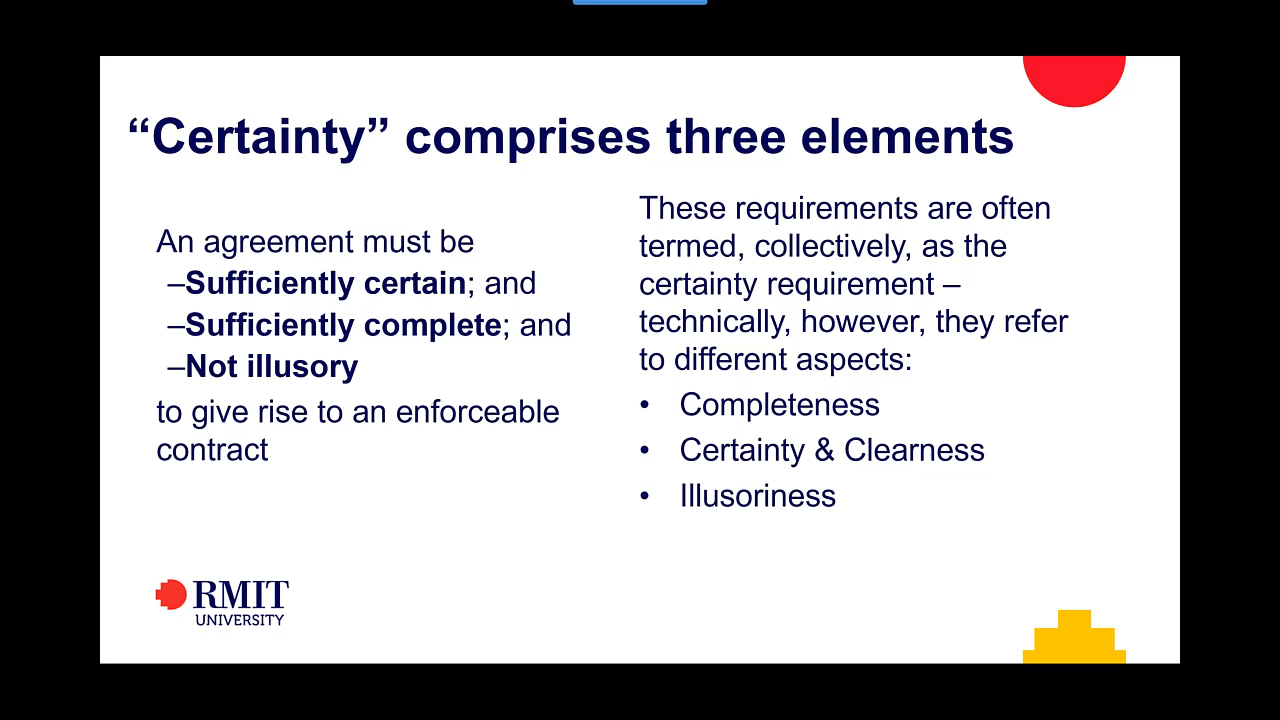 “Certainty” comprises three elements
An agreement must be
–Sufficiently certain; and
–Sufficiently complete; and
–Not illusory
to give rise to an enforceable
contract
These requirements are often
termed, collectively, as the
certainty requirement –
technically, however, they refer
to different aspects:
• Completeness
• Certainty & Clearness
• Illusoriness
RMIT
UNIVERSITY